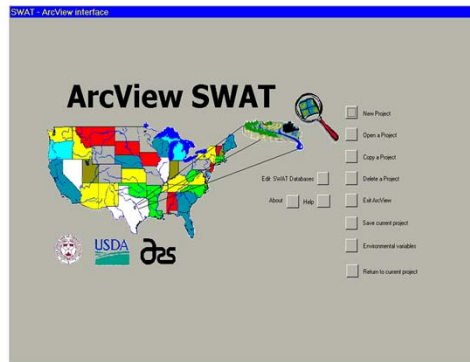 SWAT - ArcView interface
ArcView SWAT
New Project
Open a Project
Copy a Project
Edit SWAT Databases
Delete a Project
About
Help
Exit ArcView
Save current project
Environmental variables
Return to current project
USDA